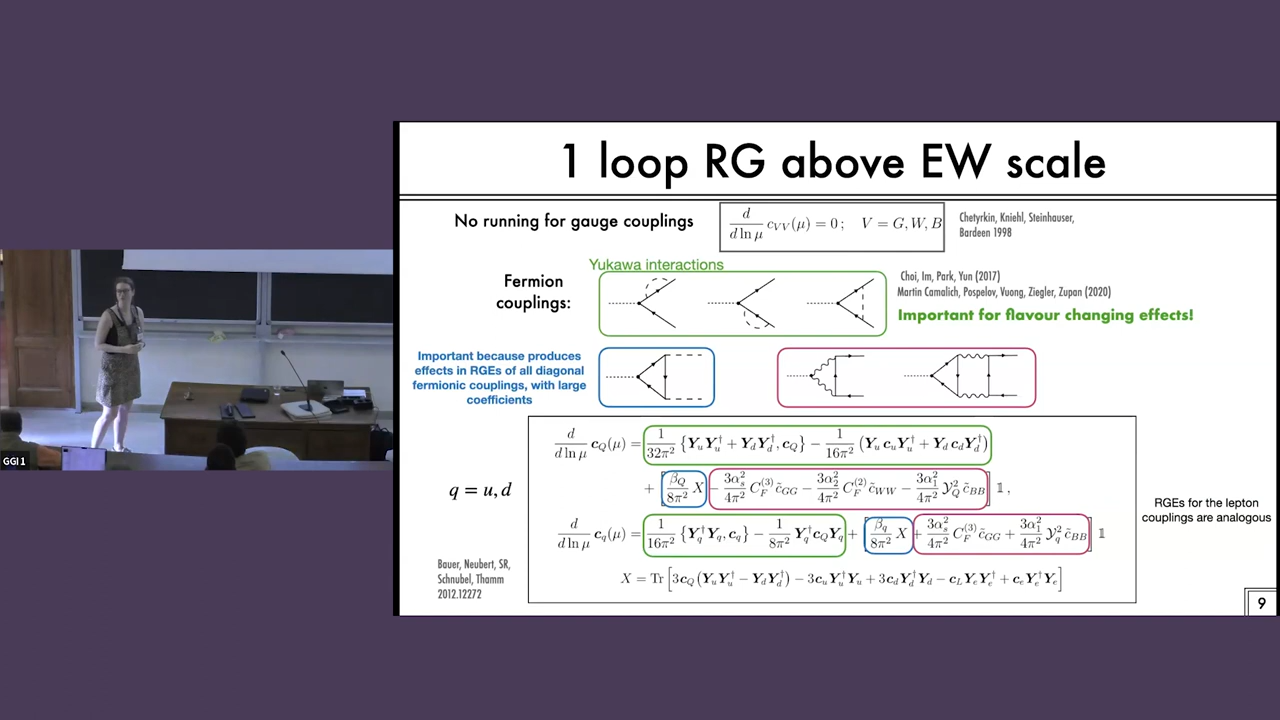 1 loop RG above EW scale
No running for gauge couplings
d/(d ln μ) c_{VV}(μ) = 0 ; V = G, W, B
Chetyrkin, Kniehl, Steinhauser,
Bardeen 1998
Yukawa interactions
Fermion
couplings:
Choi, Im, Park, Yun (2017)
Martin Camalich, Pospelov, Vuong, Ziegler, Zupan (2020)
Important for flavour changing effects!
Important because produces
effects in RGEs of all diagonal
fermionic couplings, with large
coefficients
d/(d ln μ) c_Q(μ) = 1/(32π²) {Y_u Y_u† + Y_d Y_d†, c_Q} − 1/(16π²) (Y_u c_u Y_u† + Y_d c_d Y_d†)
+ [β_Q/(8π²) X − 3α_s²/(4π²) C_F^{(3)} c̃_{GG} − 3α_2²/(4π²) C_F^{(2)} c̃_{WW} − 3α_1²/(4π²) 𝒴_Q² c̃_{BB}] 𝟙 ,
q = u, d
d/(d ln μ) c_q(μ) = 1/(16π²) {Y_q† Y_q, c_q} − 1/(8π²) Y_q† c_Q Y_q + [β_q/(8π²) X + 3α_s²/(4π²) C_F^{(3)} c̃_{GG} + 3α_1²/(4π²) 𝒴_q² c̃_{BB}] 𝟙
X = Tr [3c_Q (Y_u Y_u† − Y_d Y_d†) − 3c_u Y_u† Y_u + 3c_d Y_d† Y_d − c_L Y_e Y_e† + c_e Y_e† Y_e]
RGEs for the lepton
couplings are analogous
Bauer, Neubert, SR,
Schnubel, Thamm
2012.12272
9
GGI 1